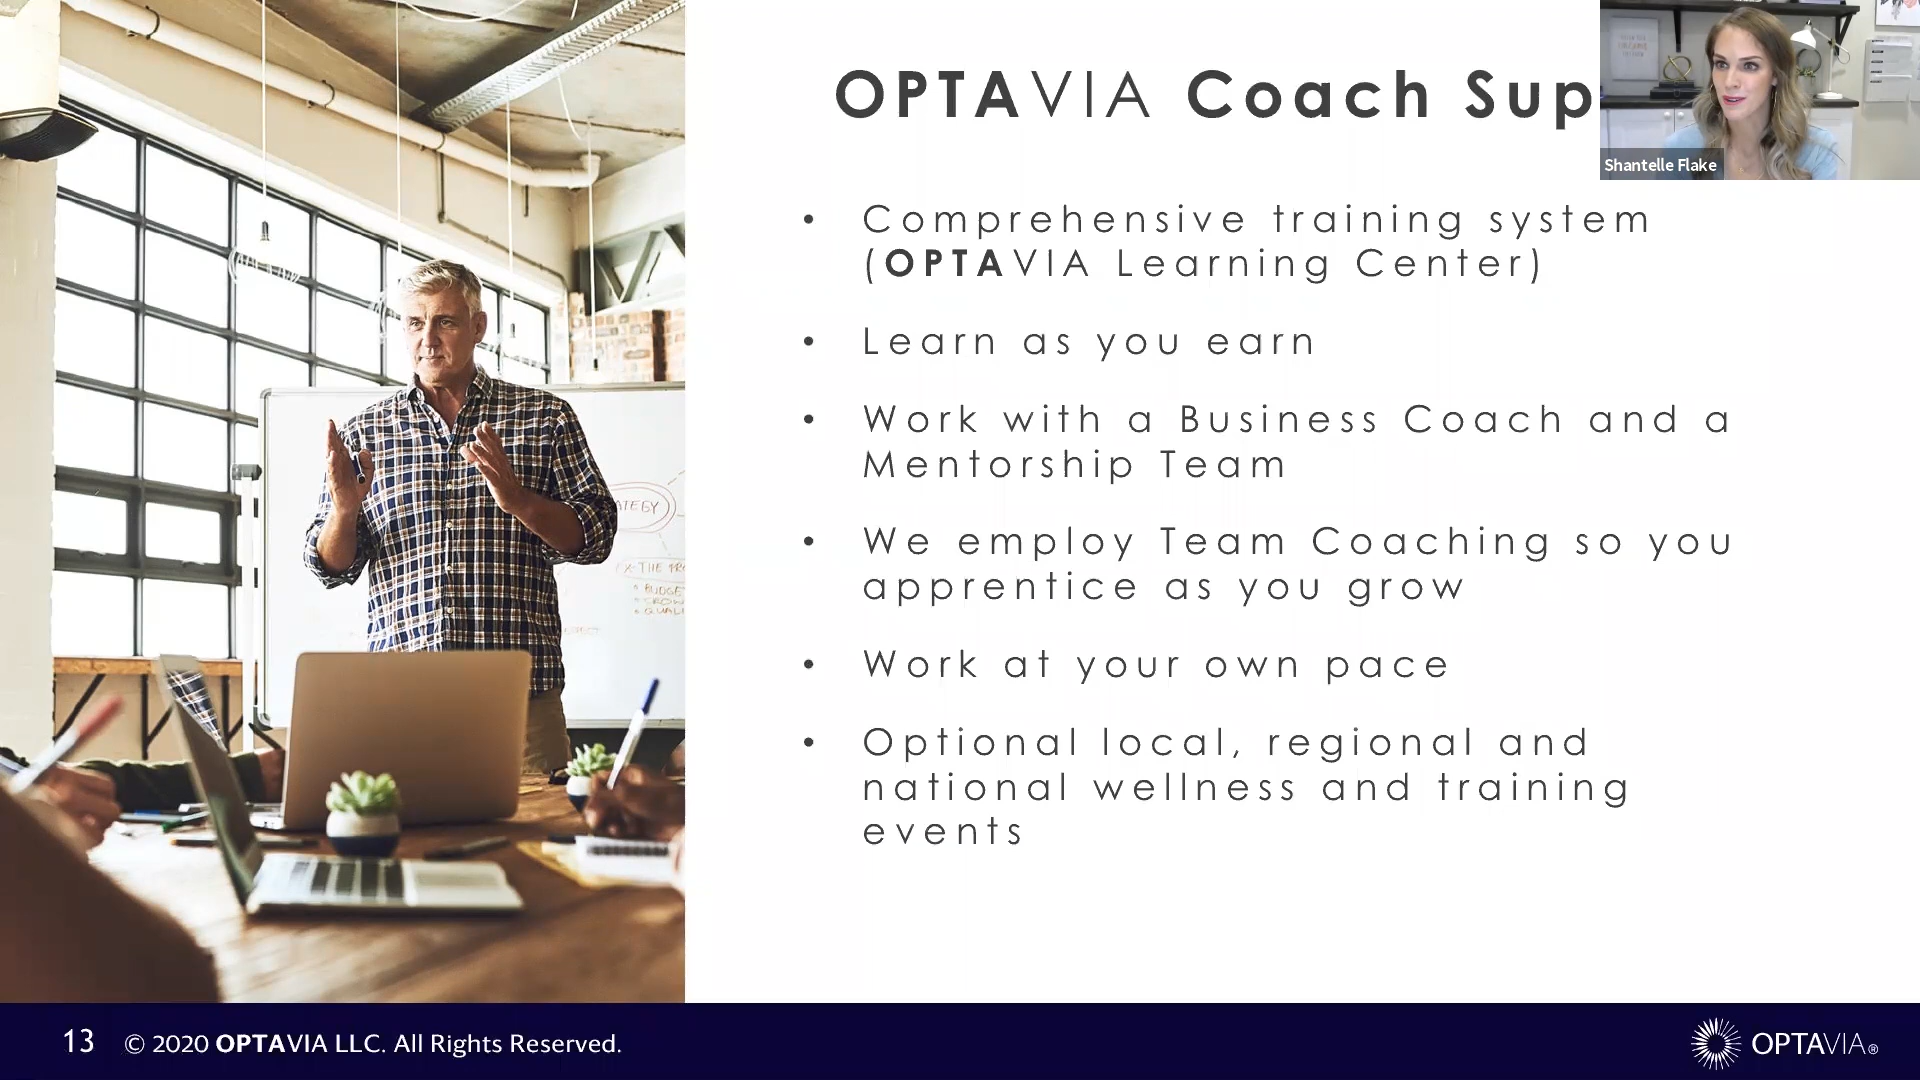 OPTAVIA Coach Sup
Shantelle Flake
• Comprehensive training system
(OPTAVIA Learning Center)
• Learn as you earn
• Work with a Business Coach and a
Mentorship Team
• We employ Team Coaching so you
apprentice as you grow
• Work at your own pace
• Optional local, regional and
national wellness and training
events
ATEGY
13 © 2020 OPTAVIA LLC. All Rights Reserved.
OPTAVIA®